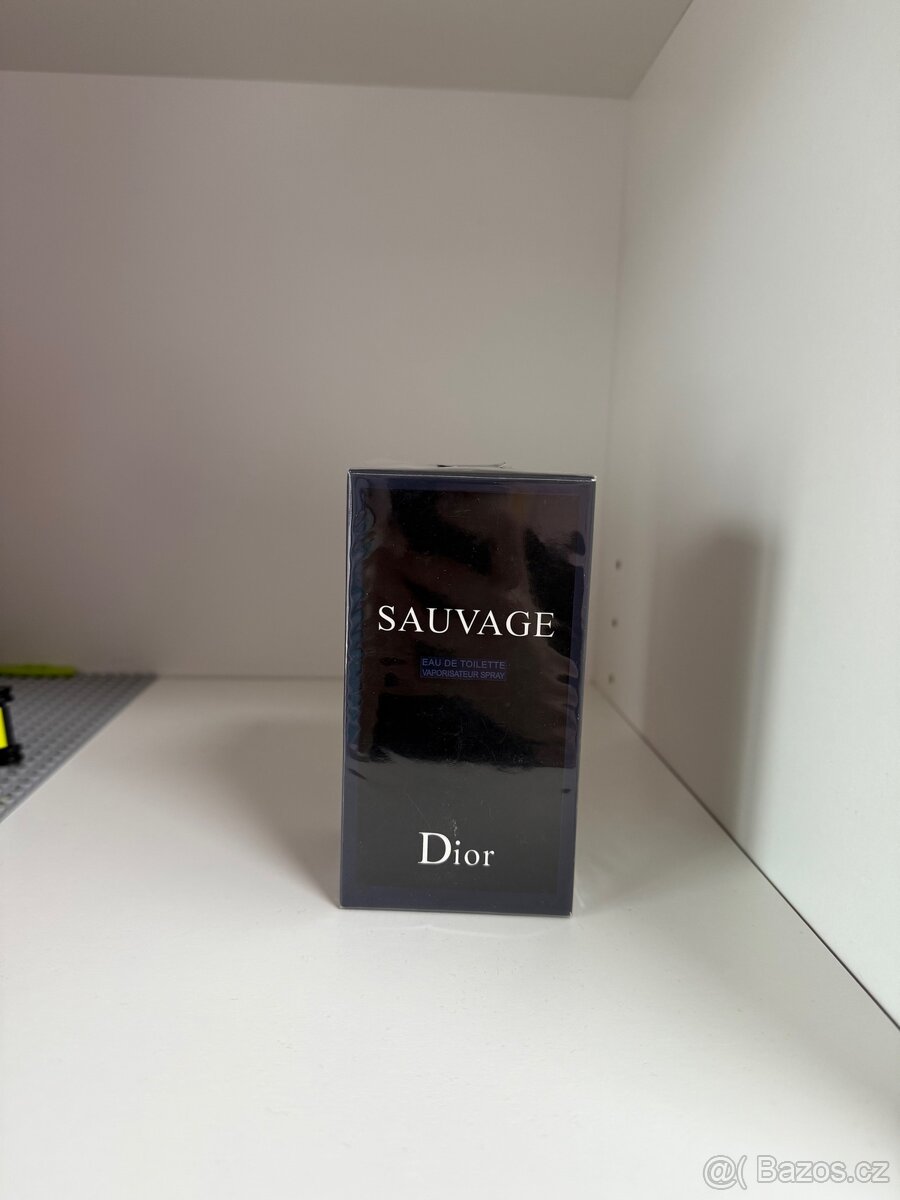 SAUVAGE
EAU DE TOILETTE
VAPORISATEUR SPRAY
Dior
@( Bazos.cz